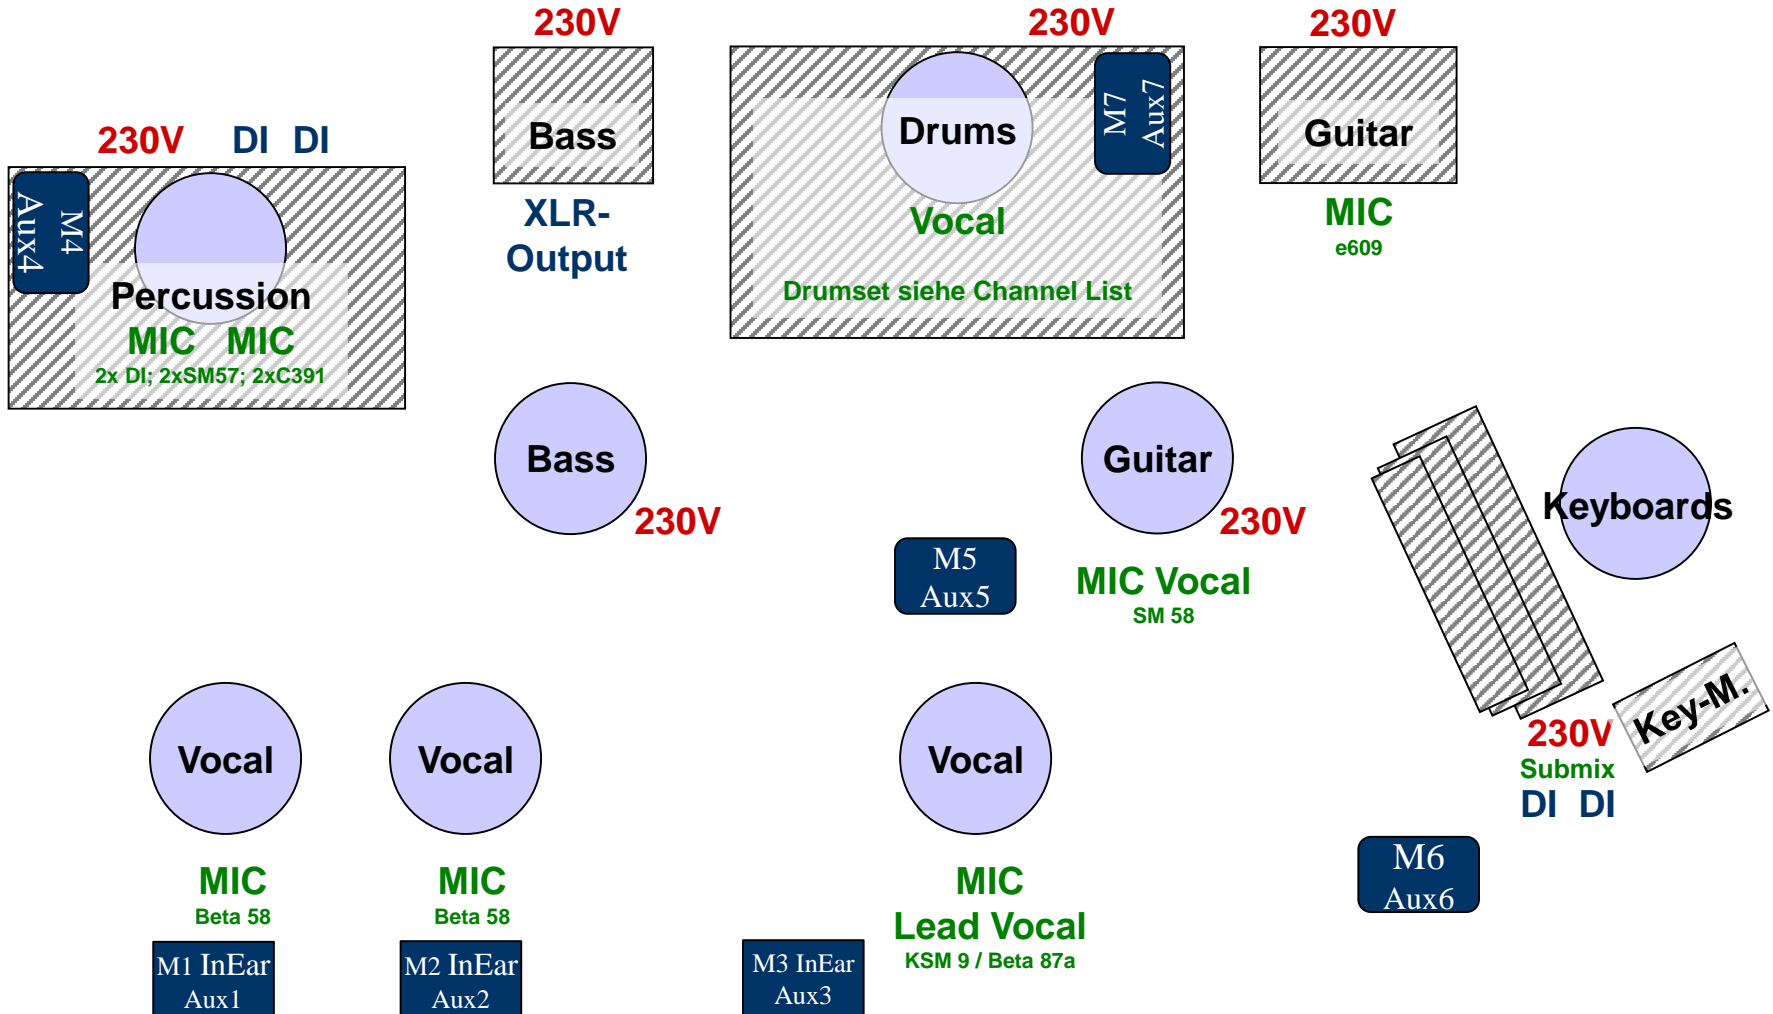 230V
230V
230V
Bass
Drums
M7
Aux7
Guitar
230V DI DI
XLR-
Output
Vocal
MIC
e609
M4
Aux4
Drumset siehe Channel List
Percussion
MIC MIC
2x DI; 2xSM57; 2xC391
Bass
230V
Guitar
230V
Keyboards
M5
Aux5
MIC Vocal
SM 58
Key-M.
230V
Submix
DI DI
Vocal
Vocal
Vocal
MIC
Beta 58
MIC
Beta 58
MIC
Lead Vocal
KSM 9 / Beta 87a
M6
Aux6
M1 InEar
Aux1
M2 InEar
Aux2
M3 InEar
Aux3